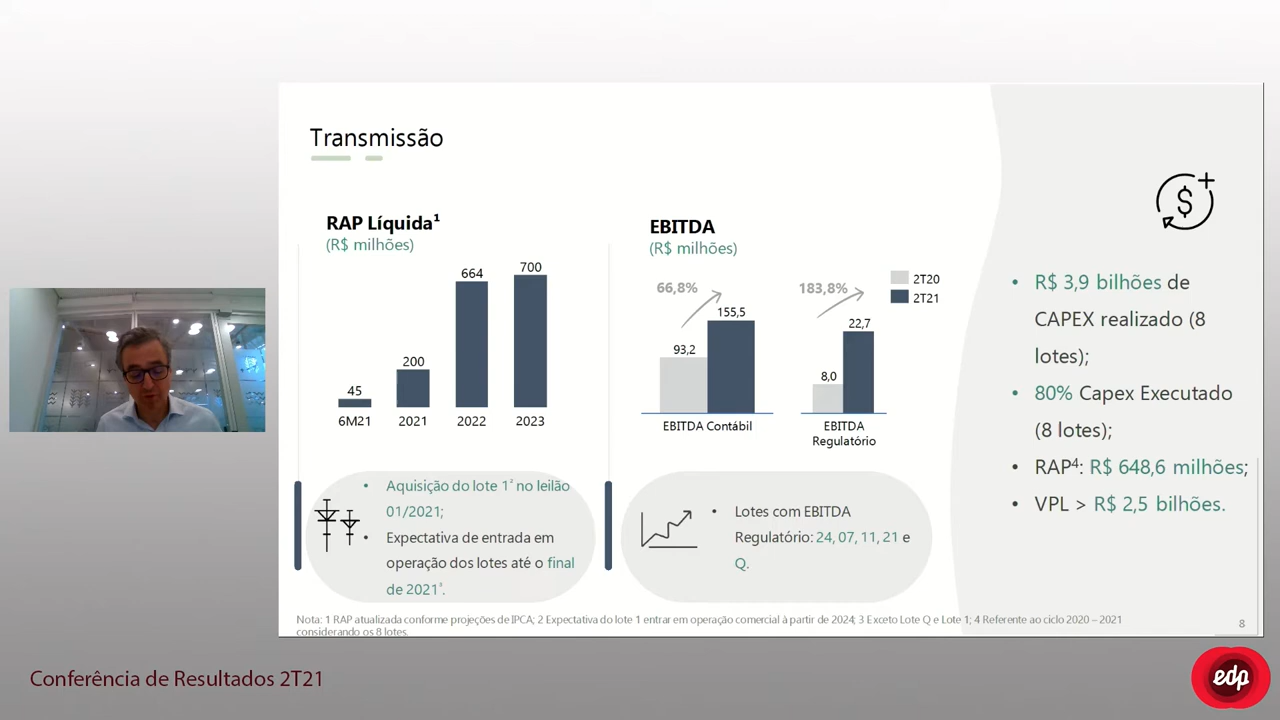 Transmissão
RAP Líquida¹
(R$ milhões)
45
200
664
700
6M21
2021
2022
2023
EBITDA
(R$ milhões)
66,8%
93,2
155,5
EBITDA Contábil
183,8%
8,0
22,7
EBITDA
Regulatório
2T20
2T21
• Aquisição do lote 1² no leilão
01/2021;
• Expectativa de entrada em
operação dos lotes até o final
de 2021³.
• Lotes com EBITDA
Regulatório: 24, 07, 11, 21 e
Q.
• R$ 3,9 bilhões de
CAPEX realizado (8
lotes);
• 80% Capex Executado
(8 lotes);
• RAP⁴: R$ 648,6 milhões;
• VPL > R$ 2,5 bilhões.
Nota: 1 RAP atualizada conforme projeções de IPCA; 2 Expectativa do lote 1 entrar em operação comercial à partir de 2024; 3 Exceto Lote Q e Lote 1; 4 Referente ao ciclo 2020 – 2021
considerando os 8 lotes.
8
Conferência de Resultados 2T21
edp